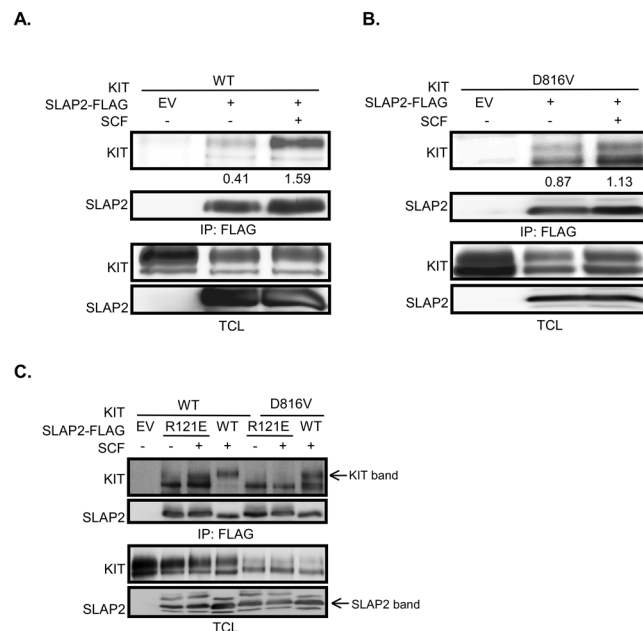 A.
KIT WT
SLAP2-FLAG EV + +
SCF - - +
KIT
0.41 1.59
SLAP2
IP: FLAG
KIT
SLAP2
TCL
B.
KIT D816V
SLAP2-FLAG EV + +
SCF - - +
KIT
0.87 1.13
SLAP2
IP: FLAG
KIT
SLAP2
TCL
C.
KIT WT D816V
SLAP2-FLAG EV R121E WT R121E WT
SCF - - + + - + +
KIT KIT band
SLAP2
IP: FLAG
KIT
SLAP2 SLAP2 band
TCL